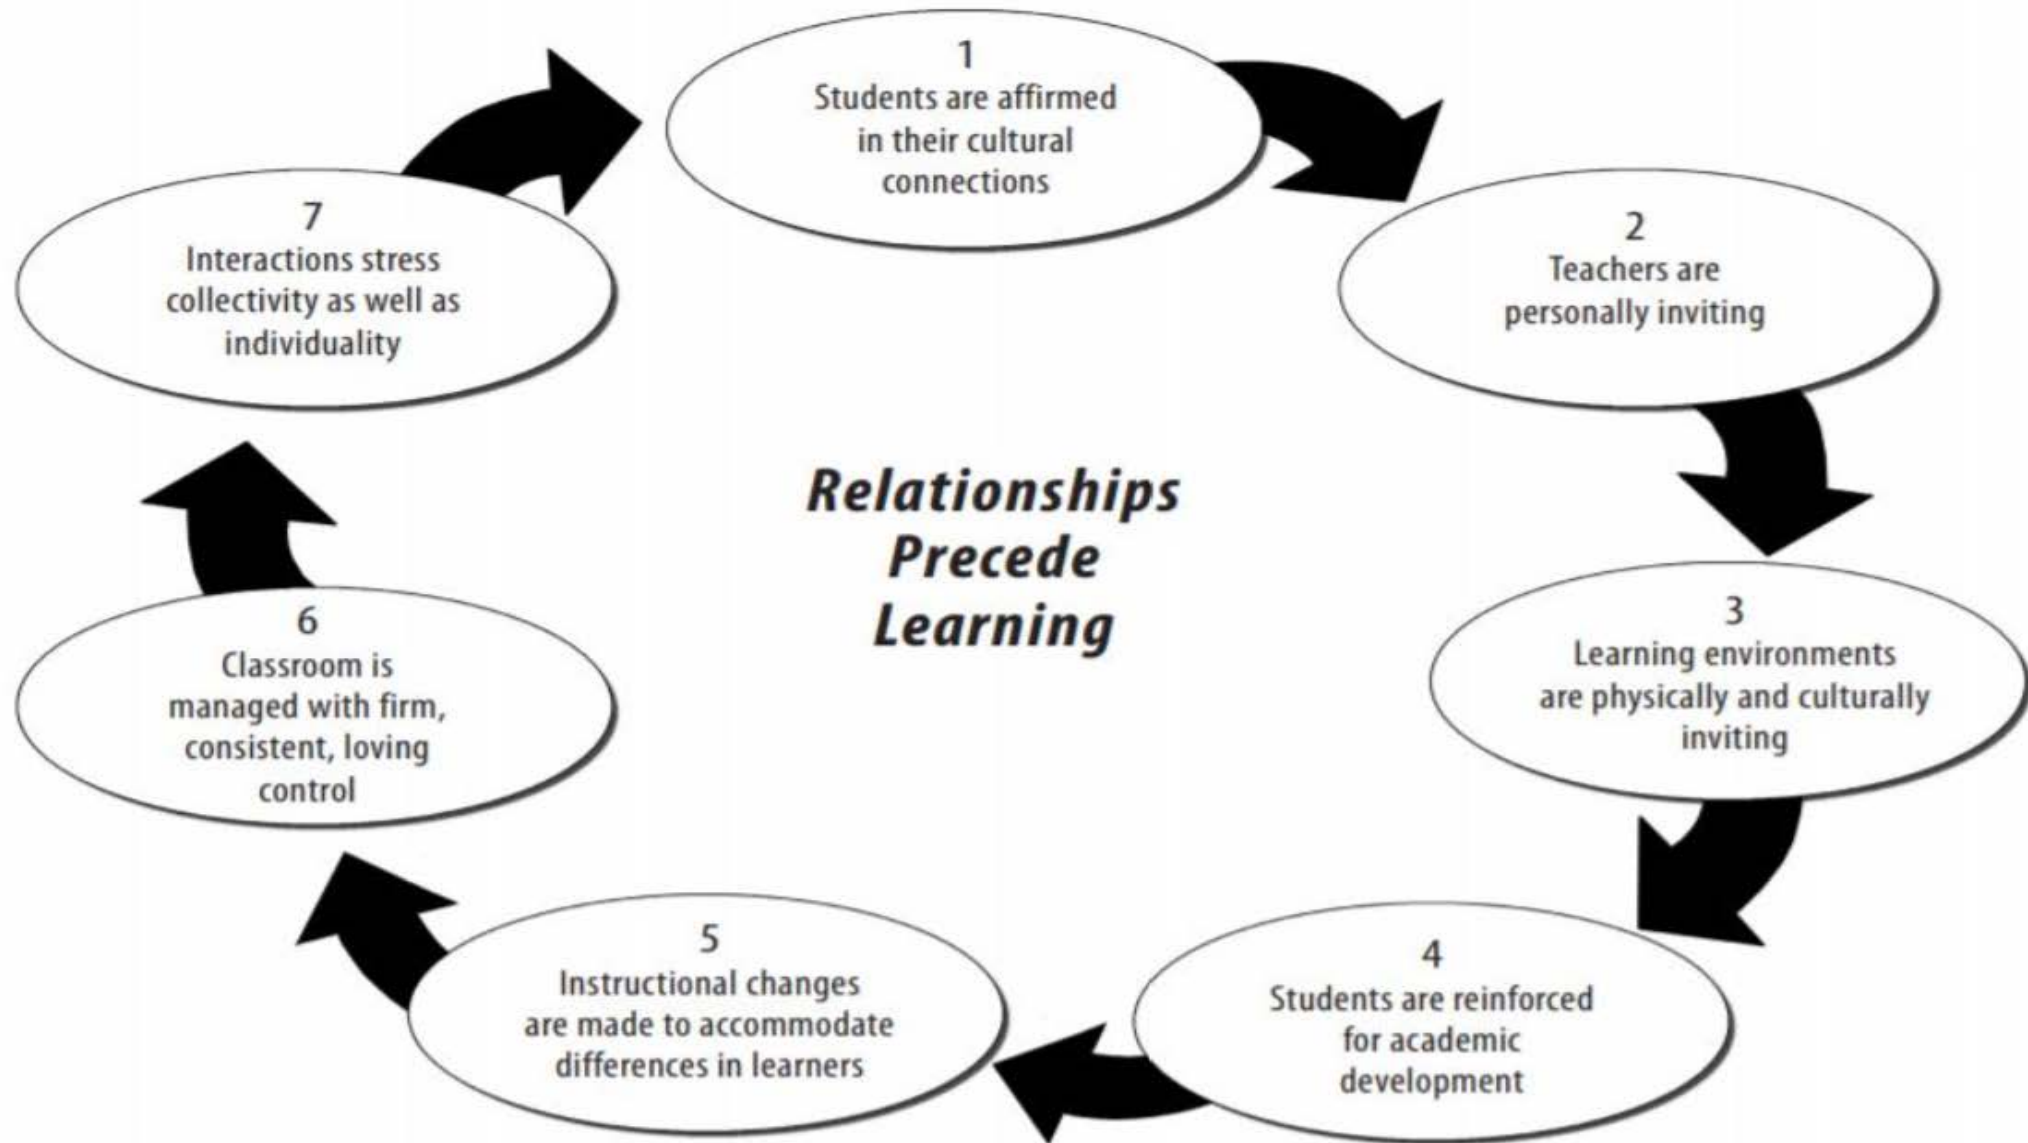 1
Students are affirmed
in their cultural
connections
2
Teachers are
personally inviting
3
Learning environments
are physically and culturally
inviting
4
Students are reinforced
for academic
development
5
Instructional changes
are made to accommodate
differences in learners
6
Classroom is
managed with firm,
consistent, loving
control
7
Interactions stress
collectivity as well as
individuality
Relationships
Precede
Learning